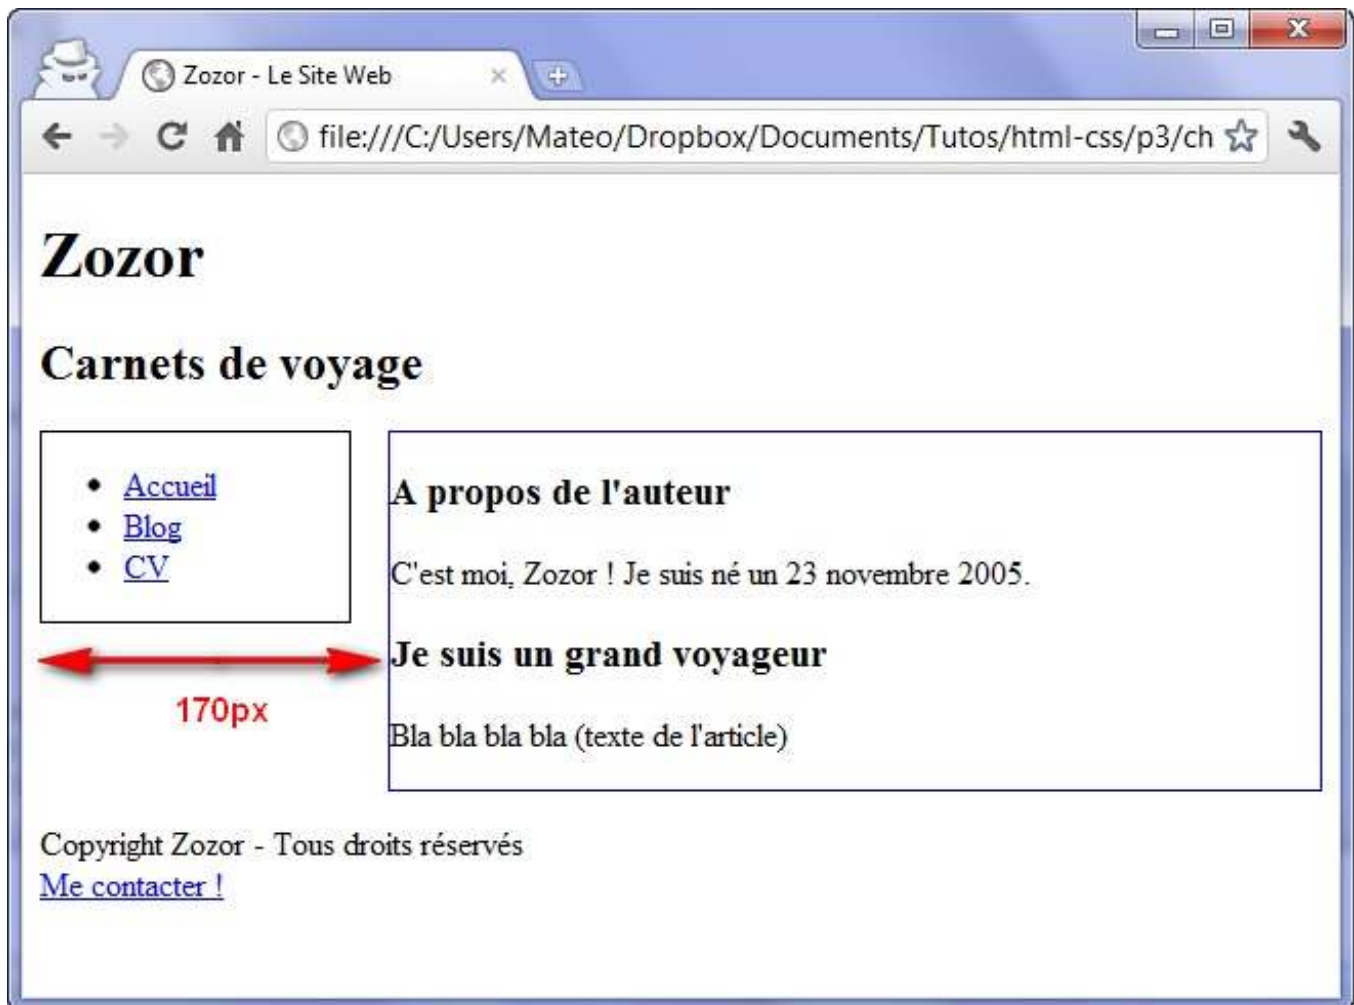 Zozor - Le Site Web
file:///C:/Users/Mateo/Dropbox/Documents/Tutos/html-css/p3/ch
Zozor
Carnets de voyage
Accueil
Blog
CV
A propos de l'auteur
C'est moi, Zozor ! Je suis né un 23 novembre 2005.
Je suis un grand voyageur
170px
Bla bla bla bla (texte de l'article)
Copyright Zozor - Tous droits réservés
Me contacter !